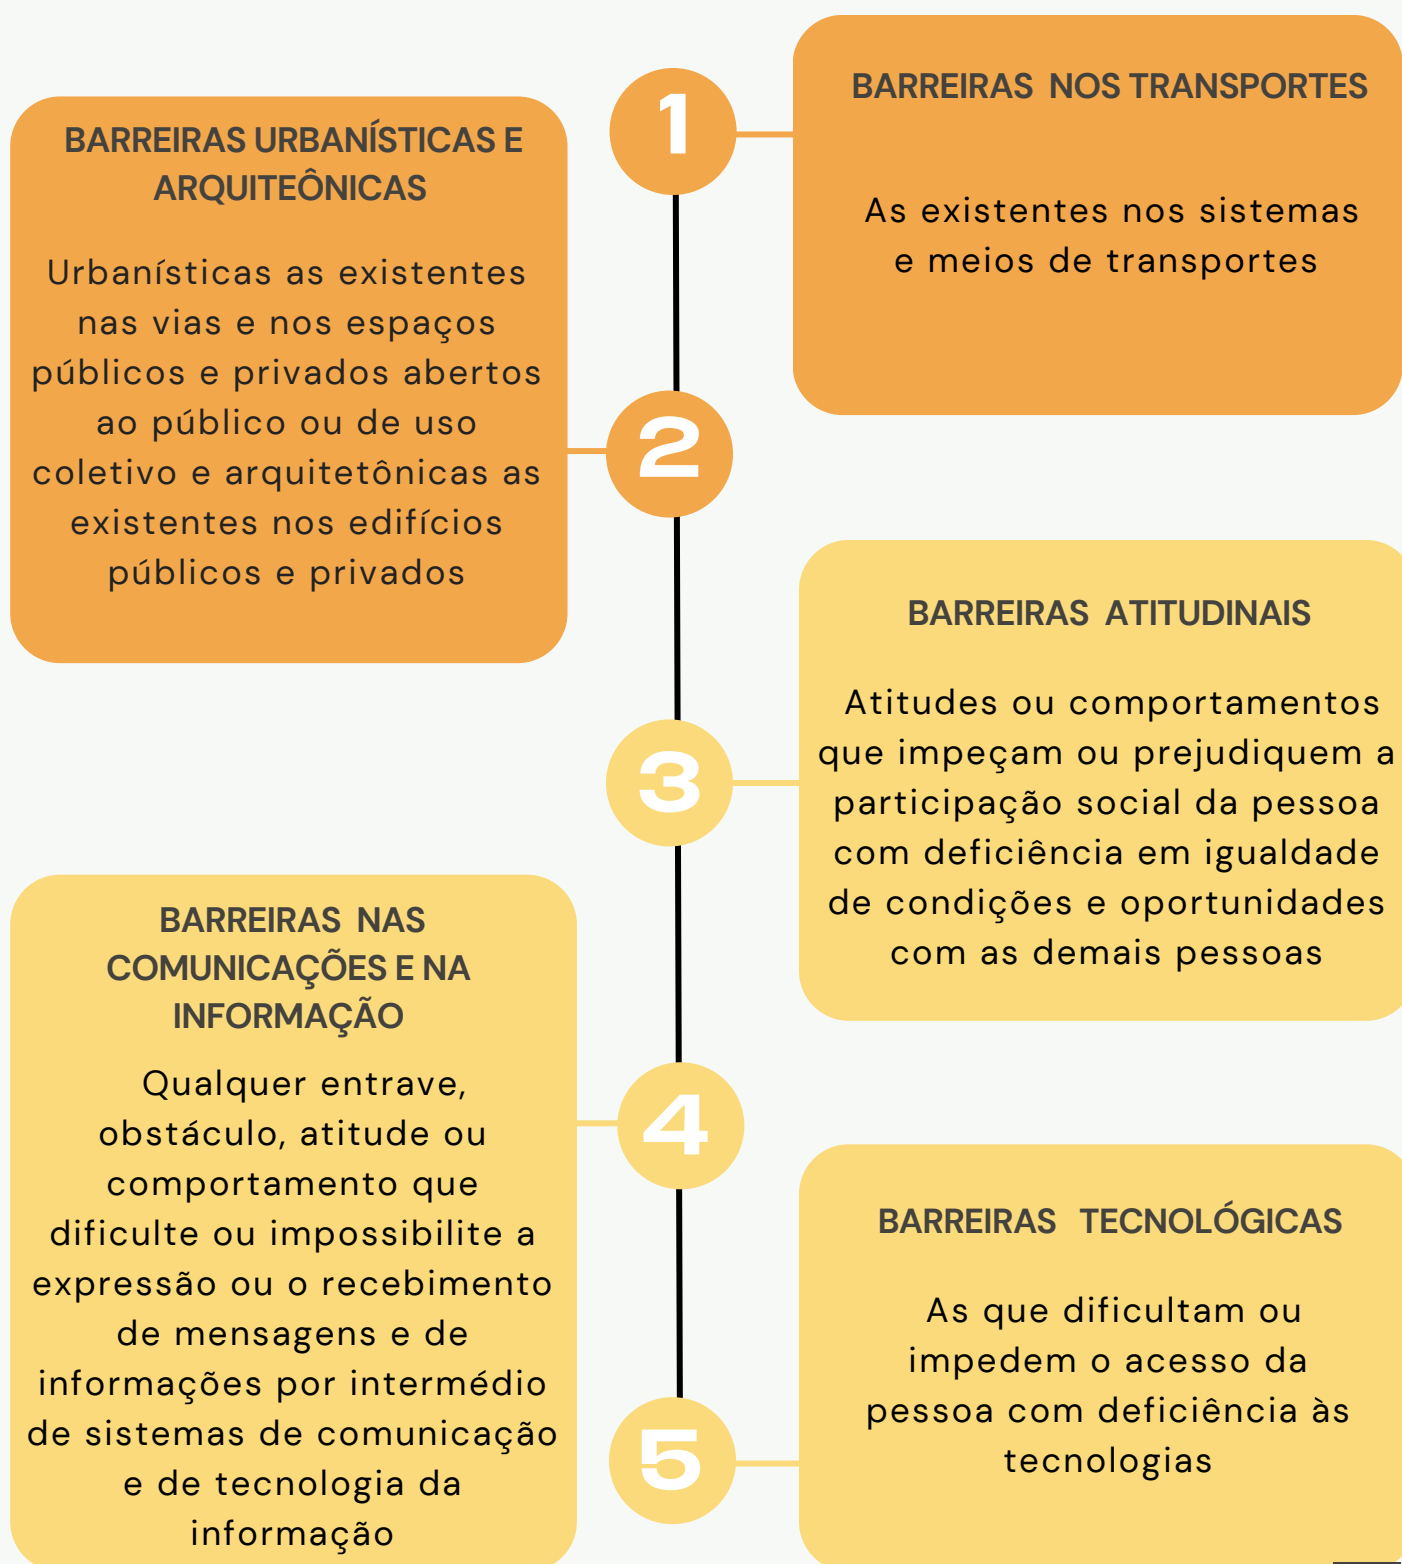 1
BARREIRAS NOS TRANSPORTES
As existentes nos sistemas
e meios de transportes
BARREIRAS URBANÍSTICAS E
ARQUITEÔNICAS
Urbanísticas as existentes
nas vias e nos espaços
públicos e privados abertos
ao público ou de uso
coletivo e arquitetônicas as
existentes nos edifícios
públicos e privados
2
3
BARREIRAS ATITUDINAIS
Atitudes ou comportamentos
que impeçam ou prejudiquem a
participação social da pessoa
com deficiência em igualdade
de condições e oportunidades
com as demais pessoas
BARREIRAS NAS
COMUNICAÇÕES E NA
INFORMAÇÃO
Qualquer entrave,
obstáculo, atitude ou
comportamento que
dificulte ou impossibilite a
expressão ou o recebimento
de mensagens e de
informações por intermédio
de sistemas de comunicação
e de tecnologia da
informação
4
5
BARREIRAS TECNOLÓGICAS
As que dificultam ou
impedem o acesso da
pessoa com deficiência às
tecnologias